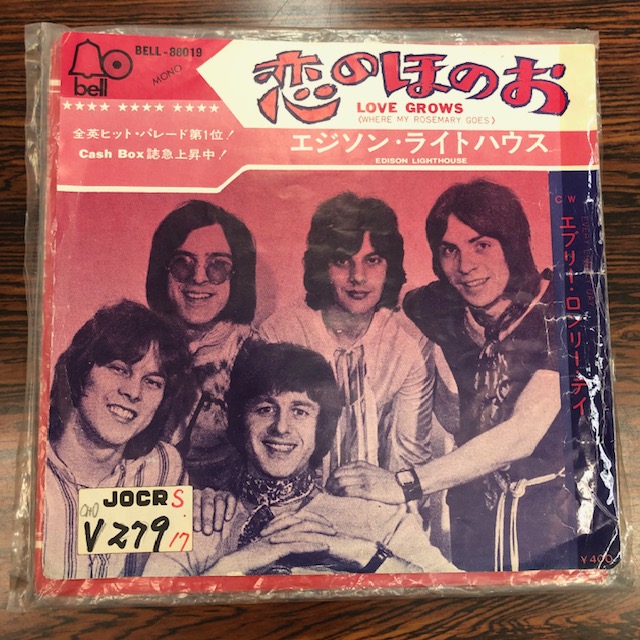 BELL-88019
MONO
bell
恋のほのお
LOVE GROWS
(WHERE MY ROSEMARY GOES)
エジソン・ライトハウス
EDISON LIGHTHOUSE
★★★★ ★★★★ ★★★★
全英ヒット・パレード第1位!
Cash Box誌急上昇中!
C W
エブリー・ロンリー・デイ
JOCR S
V279 17
¥400